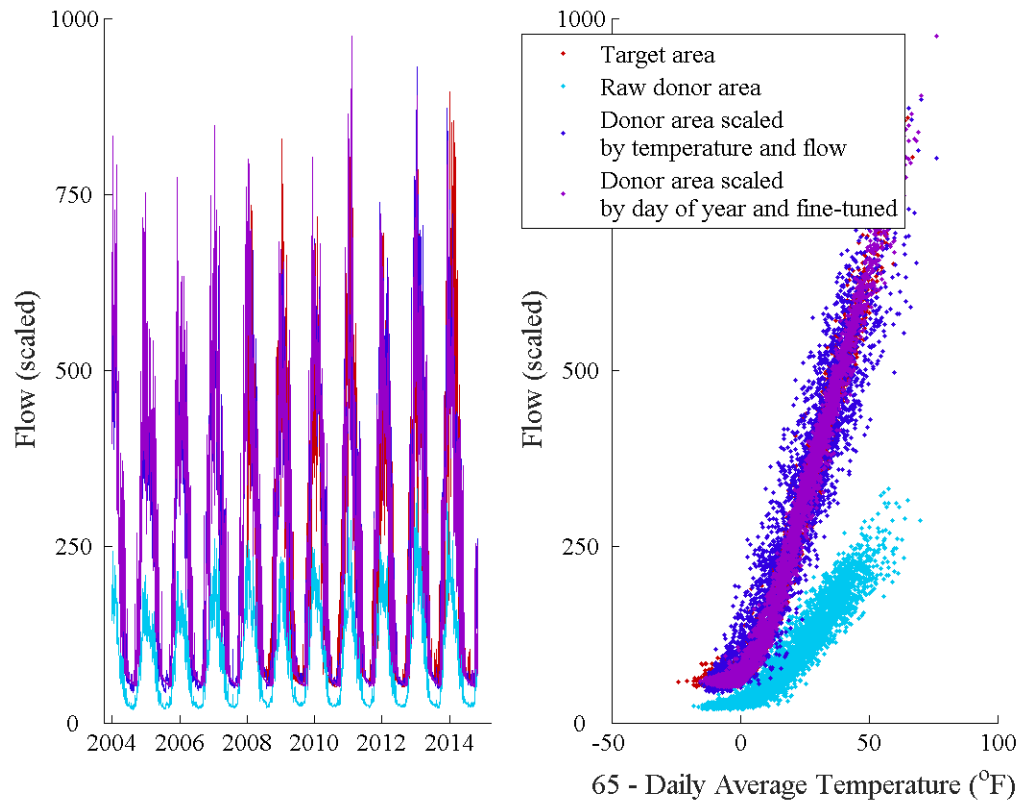 1000
750
500
250
0
Flow (scaled)
2004 2006 2008 2010 2012 2014
1000
750
500
250
0
Flow (scaled)
-50 0 50 100
65 - Daily Average Temperature (°F)
Target area
Raw donor area
Donor area scaled
by temperature and flow
Donor area scaled
by day of year and fine-tuned